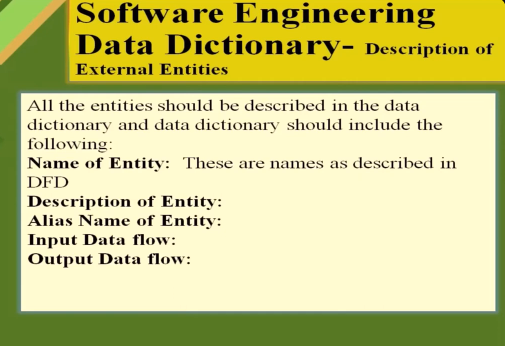 Software Engineering
Data Dictionary- Description of
External Entities
All the entities should be described in the data
dictionary and data dictionary should include the
following:
Name of Entity: These are names as described in
DFD
Description of Entity:
Alias Name of Entity:
Input Data flow:
Output Data flow: